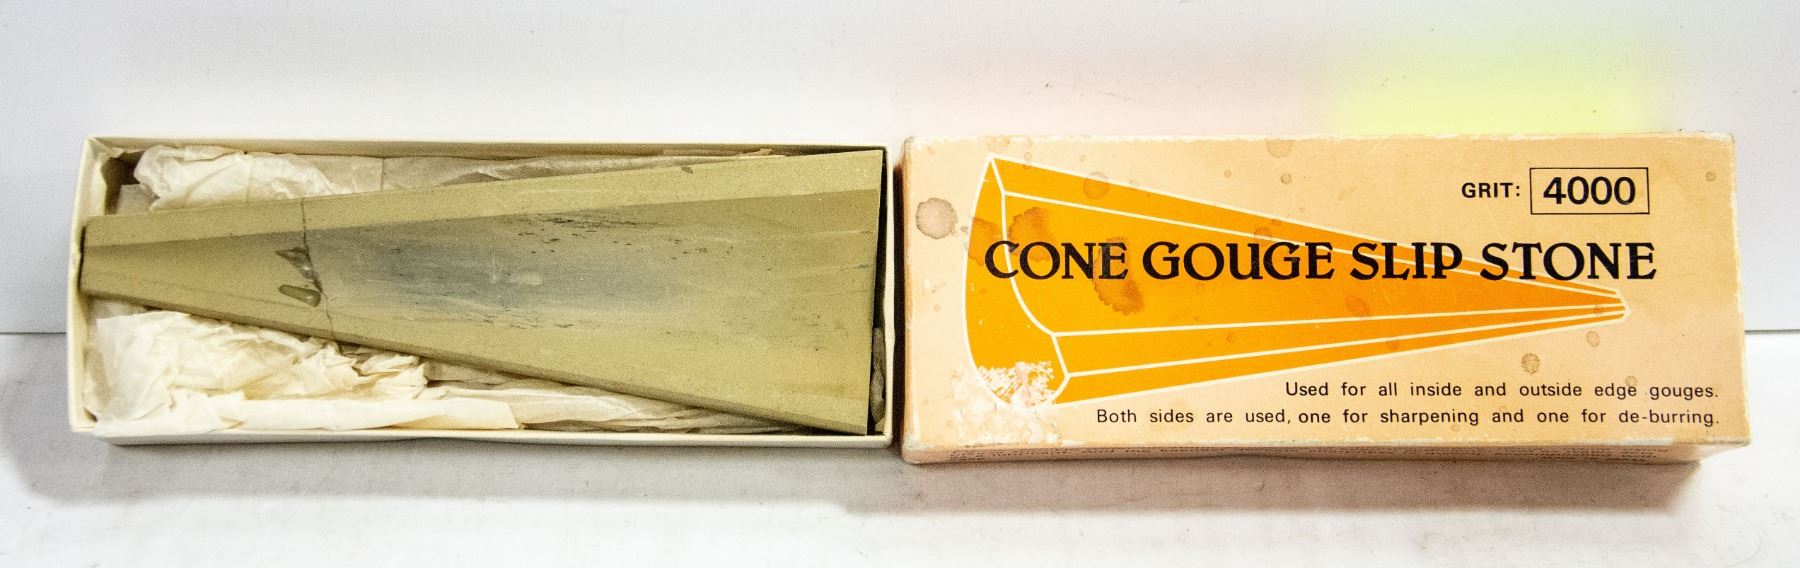 GRIT: 4000
CONE GOUGE SLIP STONE
Used for all inside and outside edge gouges.
Both sides are used, one for sharpening and one for de-burring.